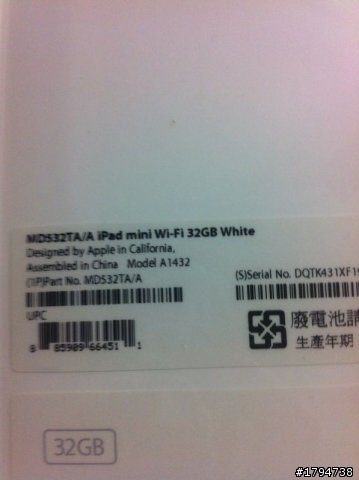 MD532TA/A iPad mini Wi-Fi 32GB White
Designed by Apple in California,
Assembled in China Model A1432
(1P)Part No. MD532TA/A
(S)Serial No. DQTK431XF19
UPC
8 85909 66451 1
廢電池請
生產年期
32GB
#1794738